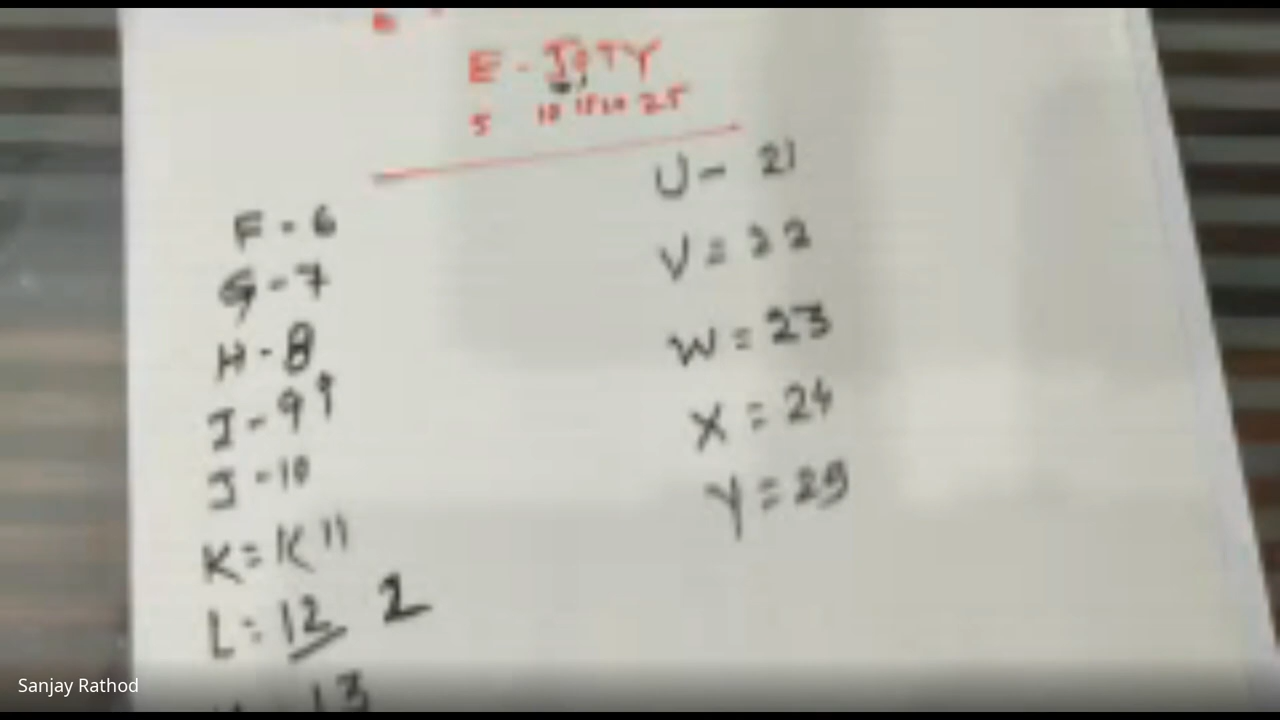 E - JOTY
5 10 15 20 25
F - 6
G - 7
H - 8
I - 9 i
J - 10
K = K 11
L = 12 2
13
U - 21
V = 22
W = 23
X = 24
Y = 25
Sanjay Rathod